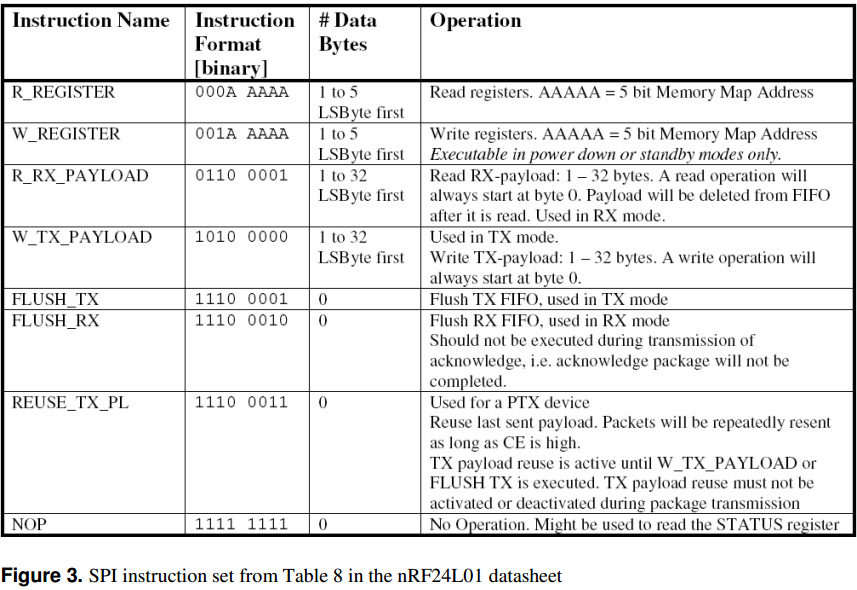 Instruction Name Instruction Format [binary] # Data Bytes Operation
R_REGISTER 000A AAAA 1 to 5 LSByte first Read registers. AAAAA = 5 bit Memory Map Address
W_REGISTER 001A AAAA 1 to 5 LSByte first Write registers. AAAAA = 5 bit Memory Map Address
Executable in power down or standby modes only.
R_RX_PAYLOAD 0110 0001 1 to 32 LSByte first Read RX-payload: 1 – 32 bytes. A read operation will
always start at byte 0. Payload will be deleted from FIFO
after it is read. Used in RX mode.
W_TX_PAYLOAD 1010 0000 1 to 32 LSByte first Used in TX mode.
Write TX-payload: 1 – 32 bytes. A write operation will
always start at byte 0.
FLUSH_TX 1110 0001 0 Flush TX FIFO, used in TX mode
FLUSH_RX 1110 0010 0 Flush RX FIFO, used in RX mode
Should not be executed during transmission of
acknowledge, i.e. acknowledge package will not be
completed.
REUSE_TX_PL 1110 0011 0 Used for a PTX device
Reuse last sent payload. Packets will be repeatedly resent
as long as CE is high.
TX payload reuse is active until W_TX_PAYLOAD or
FLUSH TX is executed. TX payload reuse must not be
activated or deactivated during package transmission
NOP 1111 1111 0 No Operation. Might be used to read the STATUS register
Figure 3. SPI instruction set from Table 8 in the nRF24L01 datasheet